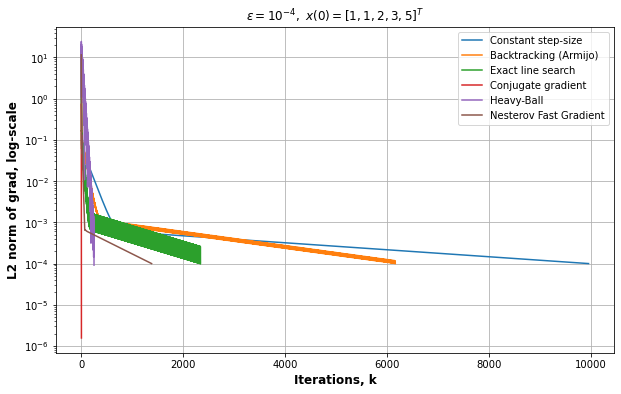 ε = 10⁻⁴, x(0) = [1, 1, 2, 3, 5]ᵀ
Constant step-size
Backtracking (Armijo)
Exact line search
Conjugate gradient
Heavy-Ball
Nesterov Fast Gradient
L2 norm of grad, log-scale
10¹
10⁰
10⁻¹
10⁻²
10⁻³
10⁻⁴
10⁻⁵
10⁻⁶
0 2000 4000 6000 8000 10000
Iterations, k